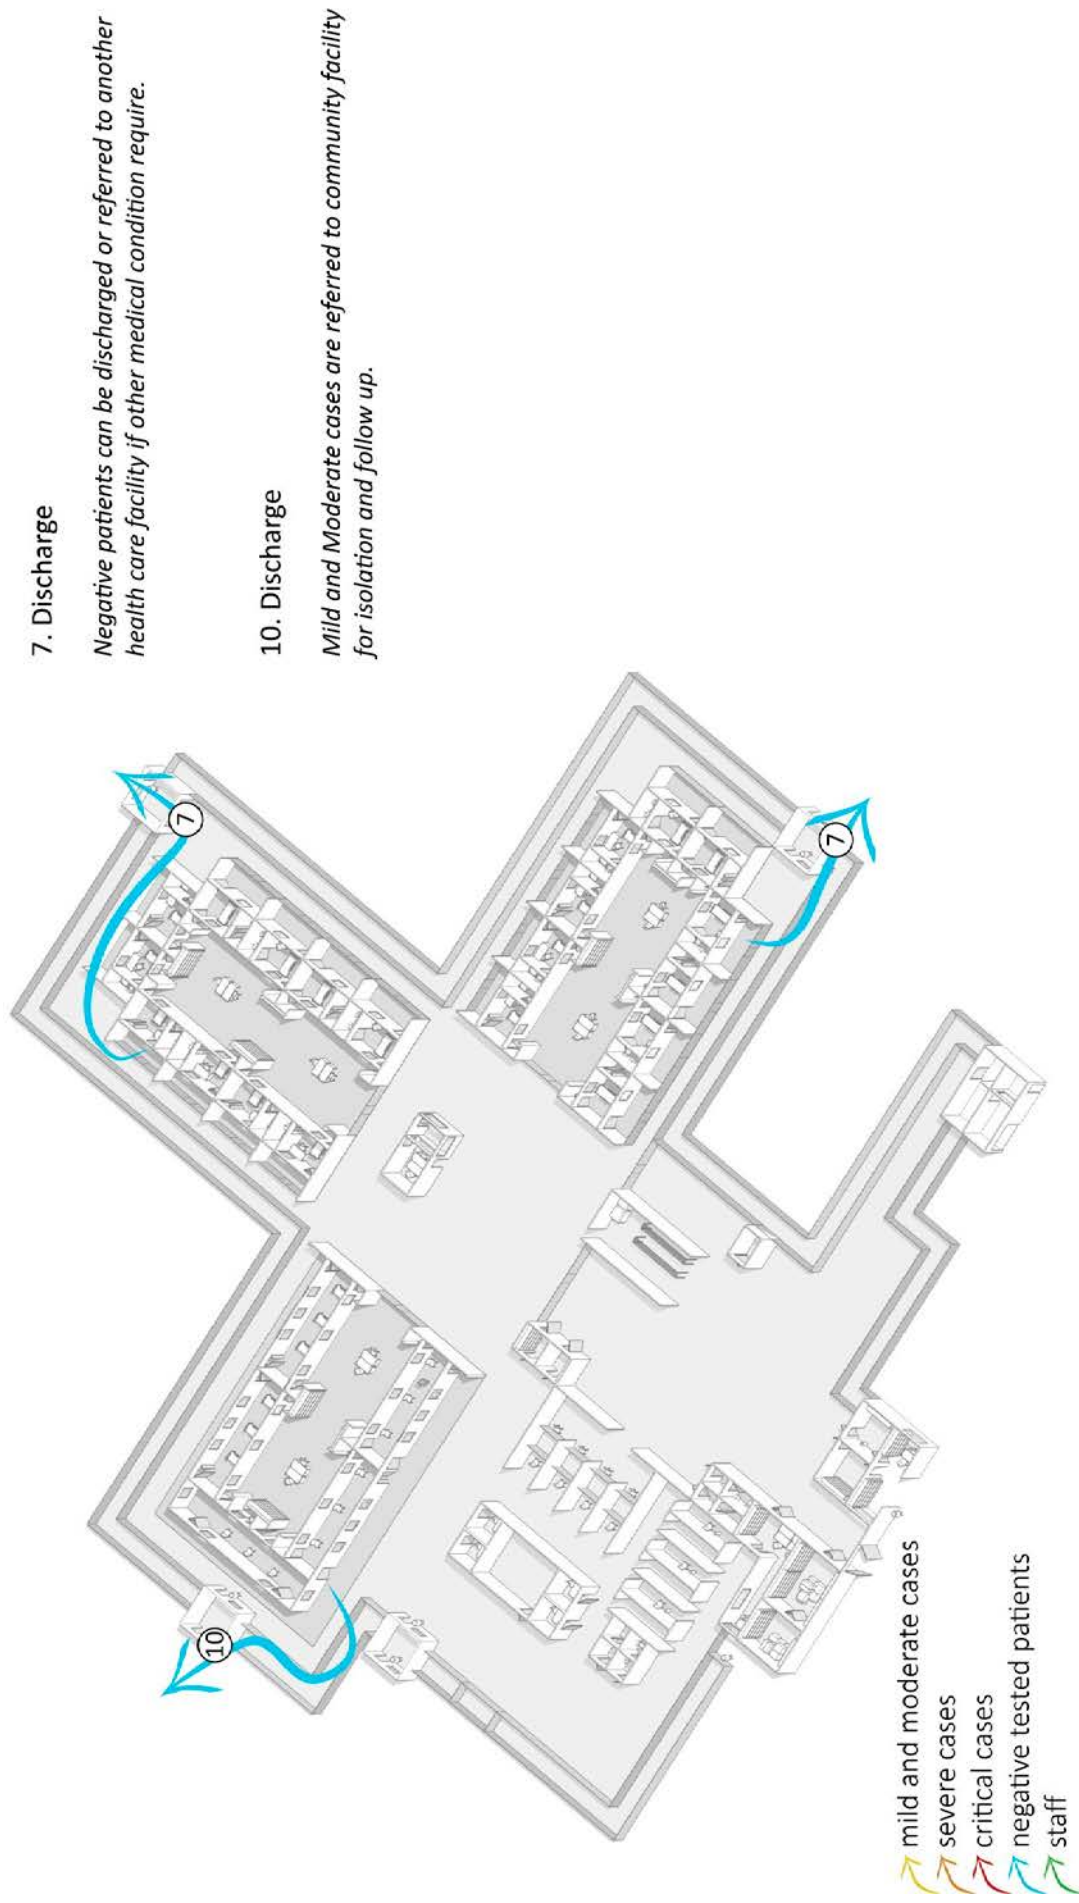 7. Discharge
Negative patients can be discharged or referred to another
health care facility if other medical condition require.
10. Discharge
Mild and Moderate cases are referred to community facility
for isolation and follow up.
7
7
10
mild and moderate cases
severe cases
critical cases
negative tested patients
staff